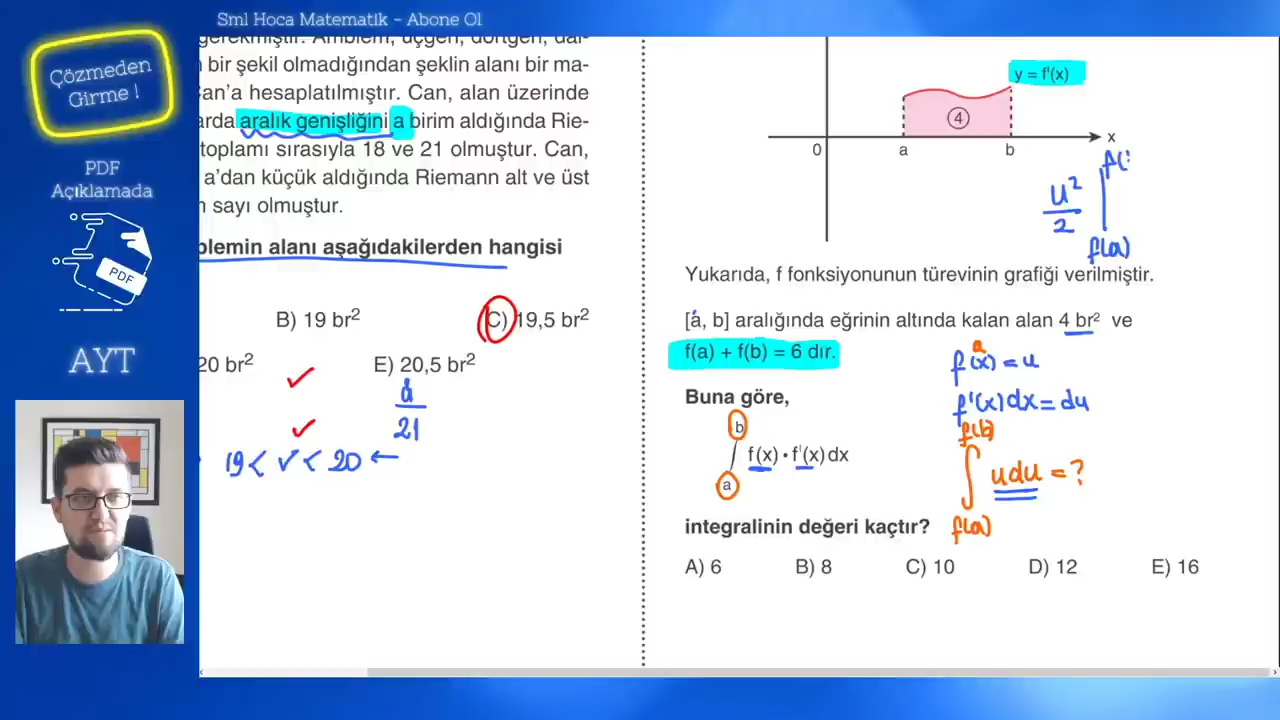 Sml Hoca Matematik - Abone Ol
Çözmeden
Girme !
PDF
Açıklamada
PDF
AYT
gerekmiştir. Amblem, üçgen, dörtgen, dai-
n bir şekil olmadığından şeklin alanı bir ma-
Can'a hesaplatılmıştır. Can, alan üzerinde
arda aralık genişliğini a birim aldığında Rie-
toplamı sırasıyla 18 ve 21 olmuştur. Can,
a'dan küçük aldığında Riemann alt ve üst
n sayı olmuştur.
blemin alanı aşağıdakilerden hangisi
B) 19 br²
C) 19,5 br²
20 br²
E) 20,5 br²
a
21
19 < ✓ < 20 ←
y = f'(x)
4
0 a b x
u²/2 | f(
f(a)
Yukarıda, f fonksiyonunun türevinin grafiği verilmiştir.
[a, b] aralığında eğrinin altında kalan alan 4 br² ve
f(a) + f(b) = 6 dır.
Buna göre,
b
∫ f(x) · f'(x) dx
a
integralinin değeri kaçtır?
A) 6 B) 8 C) 10 D) 12 E) 16
a
f(x) = u
f'(x) dx = du
f(b)
∫ u du = ?
f(a)